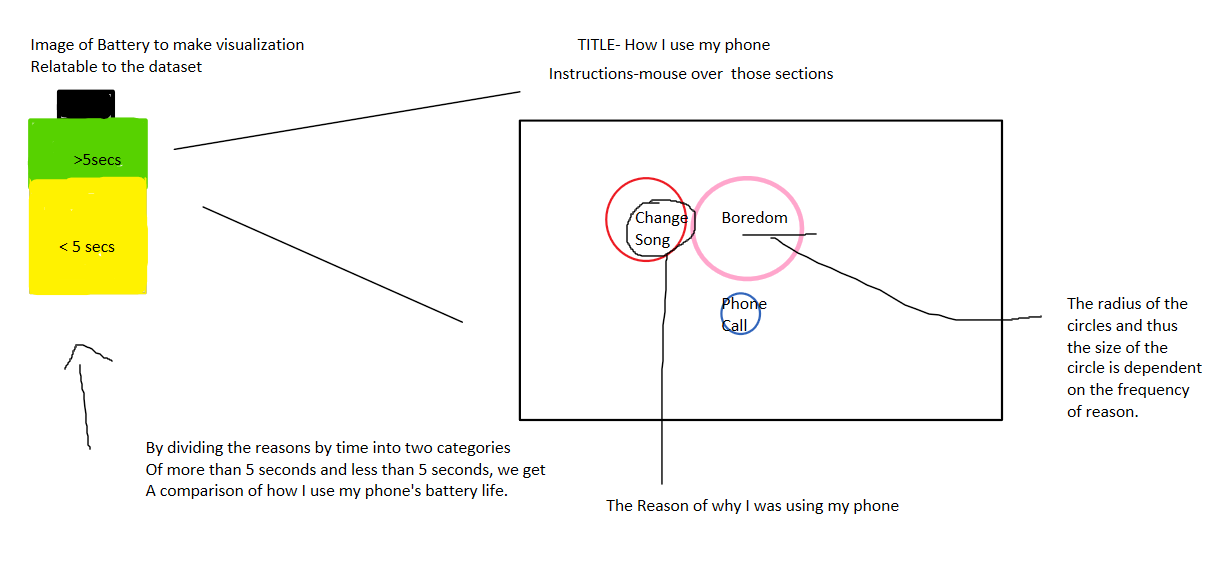 Image of Battery to make visualization
Relatable to the dataset
TITLE- How I use my phone
Instructions-mouse over  those sections
>5secs
< 5 secs
Change
Song
Boredom
Phone
Call
The radius of the
circles and thus
the size of the
circle is dependent
on the frequency
of reason.
By dividing the reasons by time into two categories
Of more than 5 seconds and less than 5 seconds, we get
A comparison of how I use my phone's battery life.
The Reason of why I was using my phone